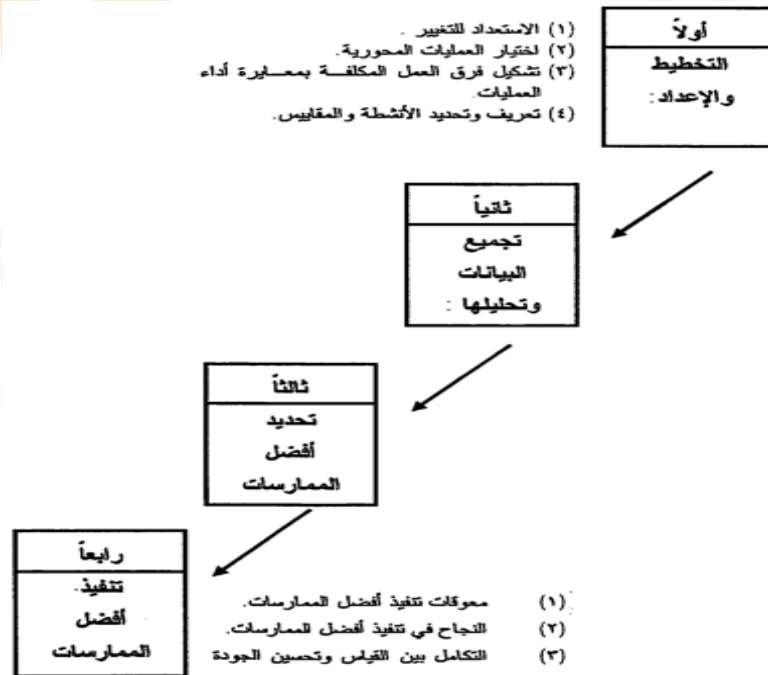 أولاً
التخطيط
والإعداد:
(١) الاستعداد للتغيير .
(٢) اختيار العمليات المحورية.
(٣) تشكيل فرق العمل المكلفة بمعايرة أداء
العمليات.
(٤) تعريف وتحديد الأنشطة والمقاييس.
ثانياً
تجميع
البيانات
وتحليلها :
ثالثاً
تحديد
أفضل
الممارسات
رابعاً
تنفيذ
أفضل
الممارسات
(١) معوقات تنفيذ أفضل الممارسات.
(٢) النجاح في تنفيذ أفضل الممارسات.
(٣) التكامل بين القياس وتحسين الجودة